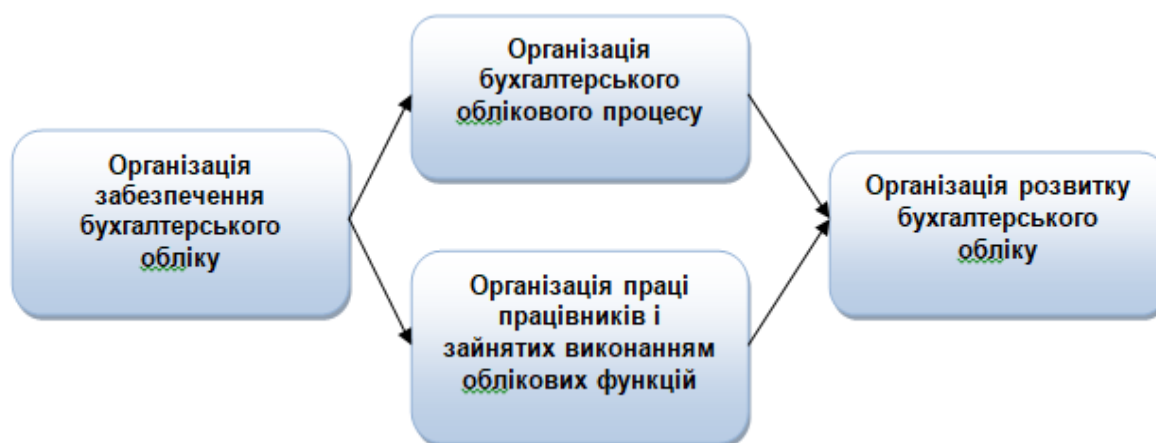 Організація
забезпечення
бухгалтерського
обліку
Організація
бухгалтерського
облікового процесу
Організація праці
працівників і
зайнятих виконанням
облікових функцій
Організація розвитку
бухгалтерського
обліку